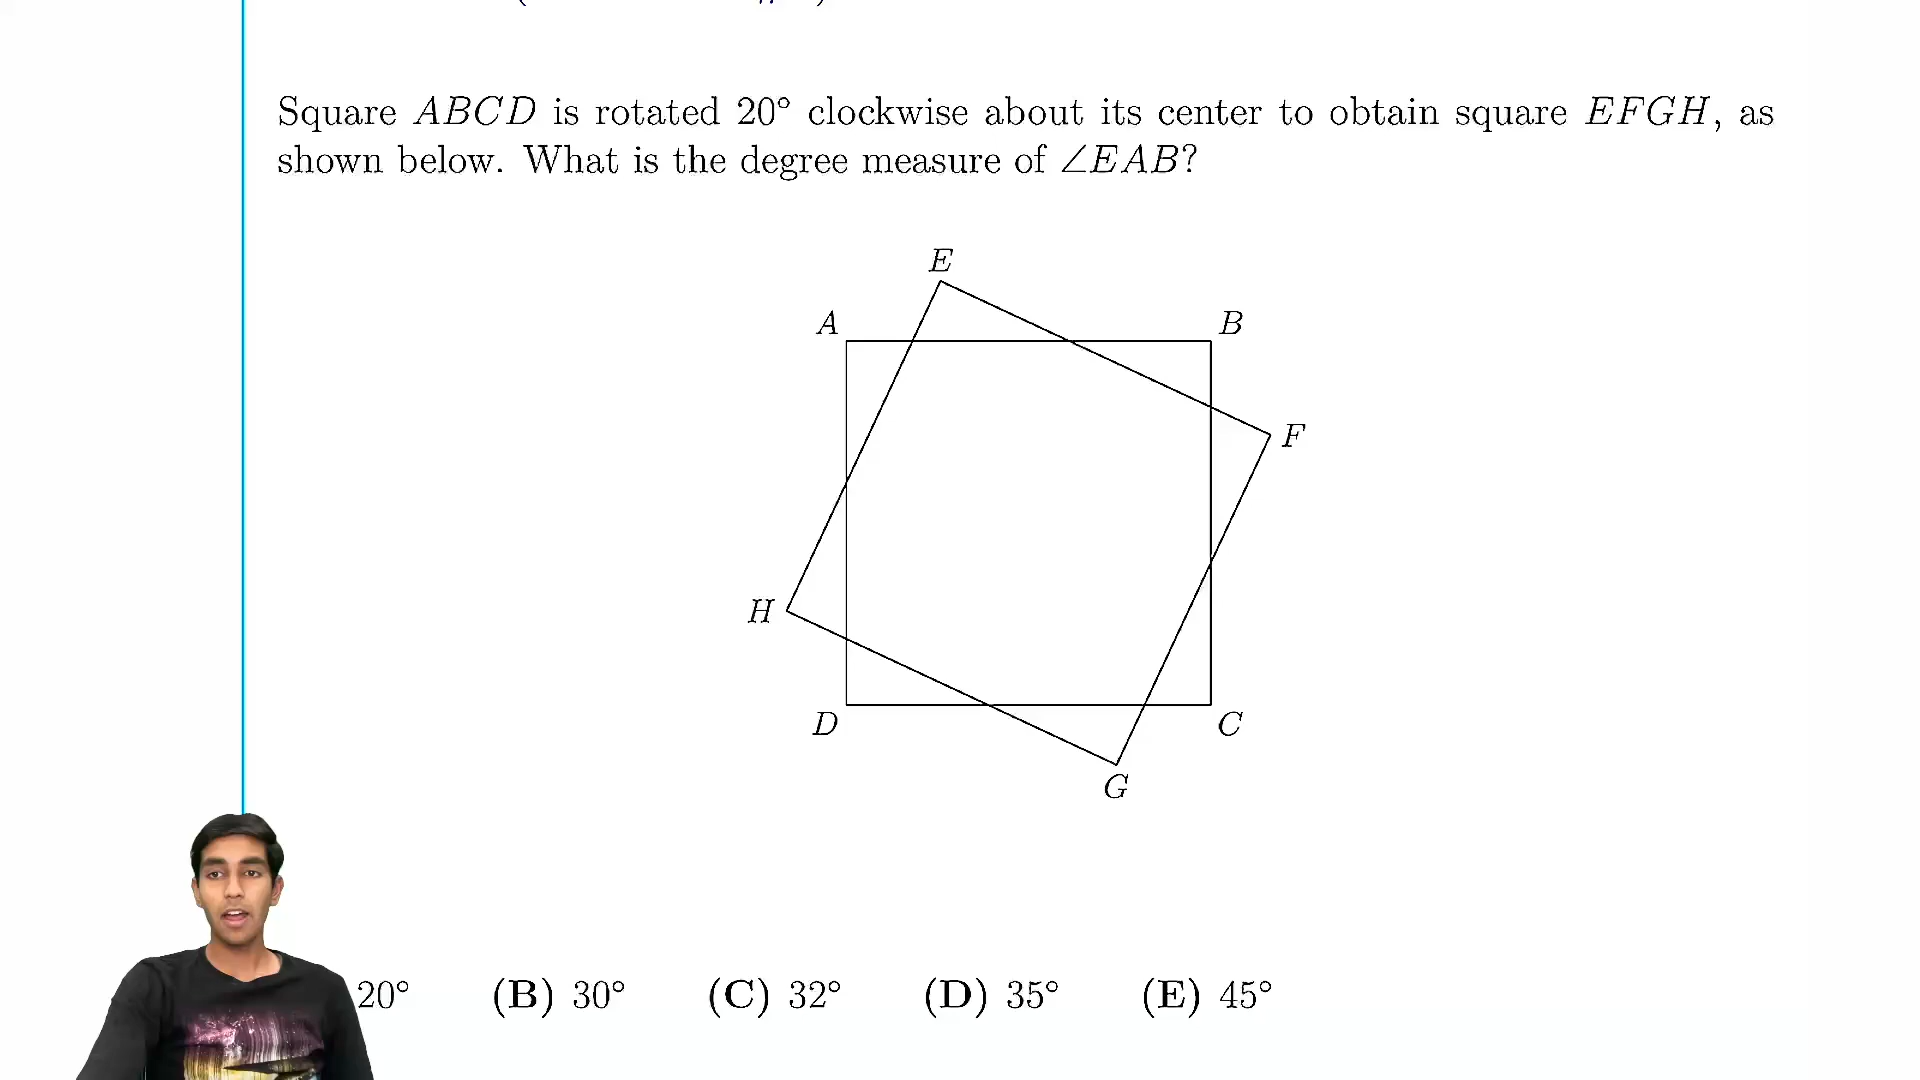 Square ABCD is rotated 20° clockwise about its center to obtain square EFGH, as
shown below. What is the degree measure of ∠EAB?
E
A
B
F
H
D
C
G
20° (B) 30° (C) 32° (D) 35° (E) 45°